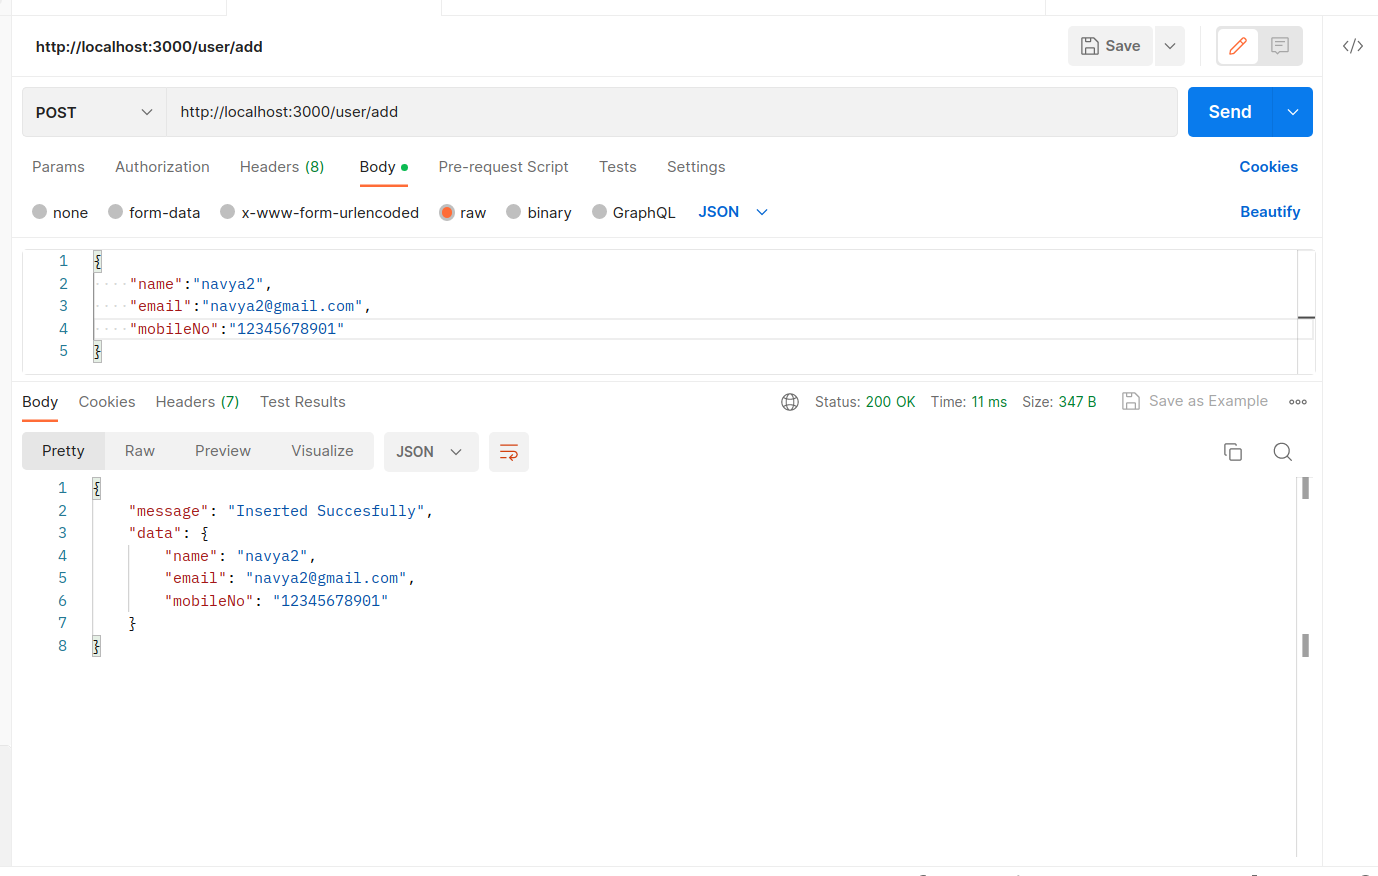 http://localhost:3000/user/add
Save
POST
http://localhost:3000/user/add
Send
Params Authorization Headers (8) Body Pre-request Script Tests Settings Cookies
none form-data x-www-form-urlencoded raw binary GraphQL JSON Beautify
1 {
2 "name":"navya2",
3 "email":"navya2@gmail.com",
4 "mobileNo":"12345678901"
5 }
Body Cookies Headers (7) Test Results Status: 200 OK Time: 11 ms Size: 347 B Save as Example
Pretty Raw Preview Visualize JSON
1 {
2 "message": "Inserted Succesfully",
3 "data": {
4 "name": "navya2",
5 "email": "navya2@gmail.com",
6 "mobileNo": "12345678901"
7 }
8 }